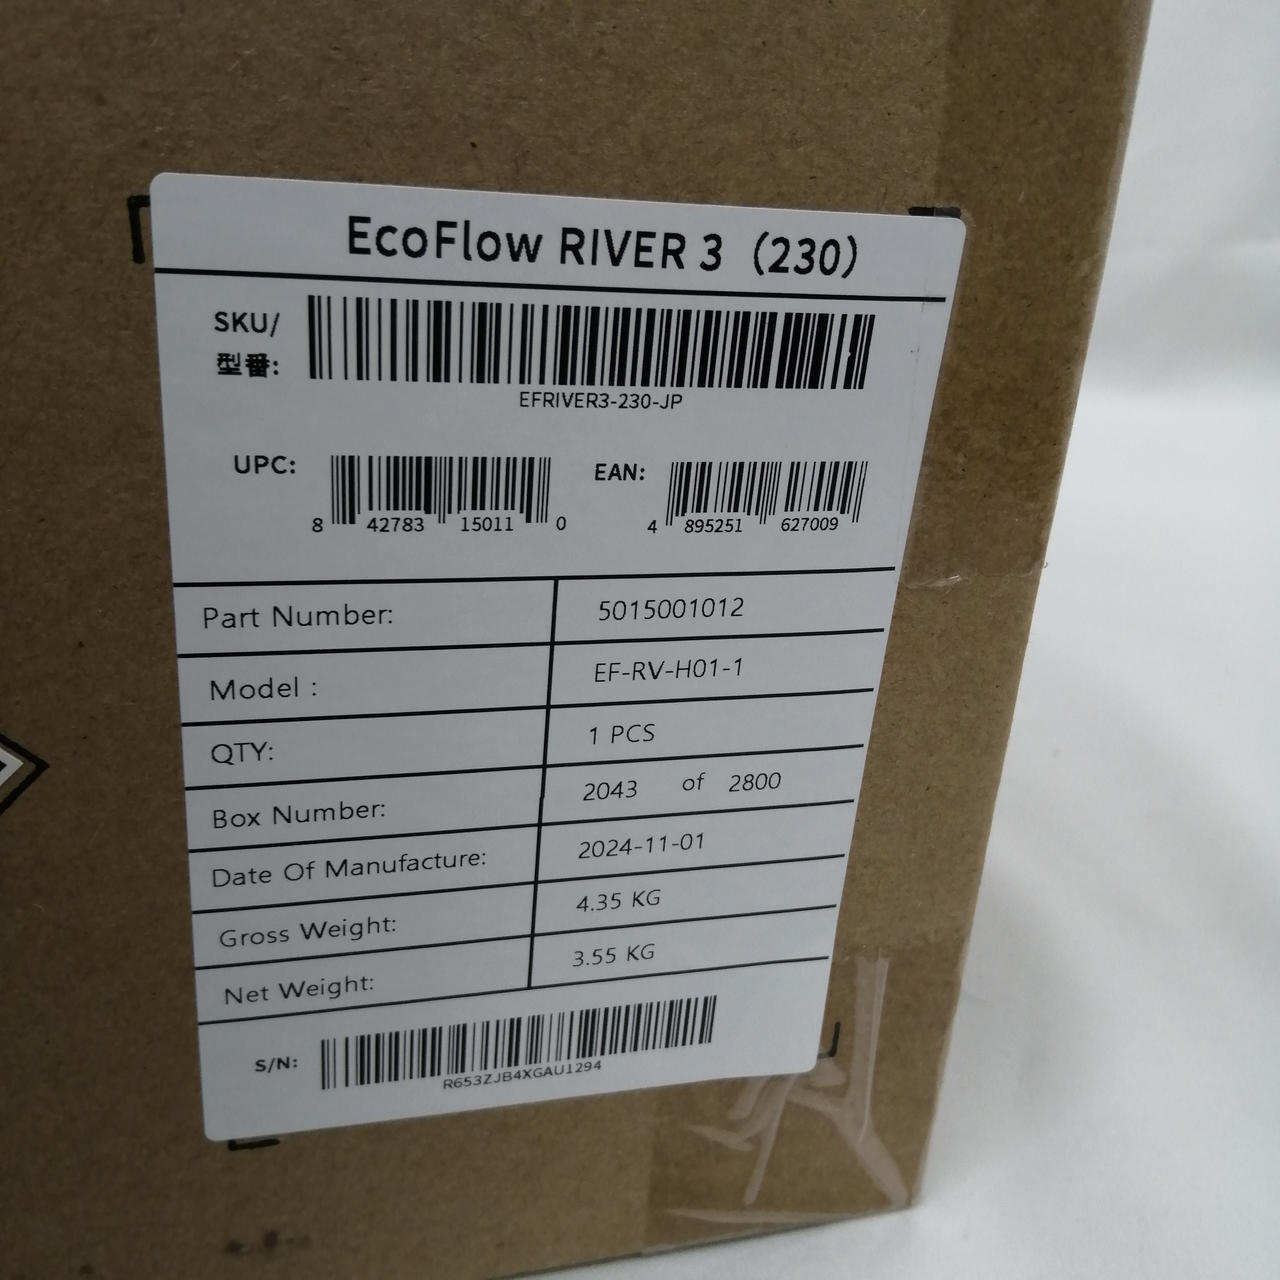 EcoFlow RIVER 3（230）
SKU/
型番:
EFRIVER3-230-JP
UPC:
8 42783 15011 0
EAN:
4 895251 627009
Part Number: 5015001012
Model : EF-RV-H01-1
QTY: 1 PCS
Box Number: 2043 of 2800
Date Of Manufacture: 2024-11-01
Gross Weight: 4.35 KG
Net Weight: 3.55 KG
S/N:
R653ZJB4XGAU1294